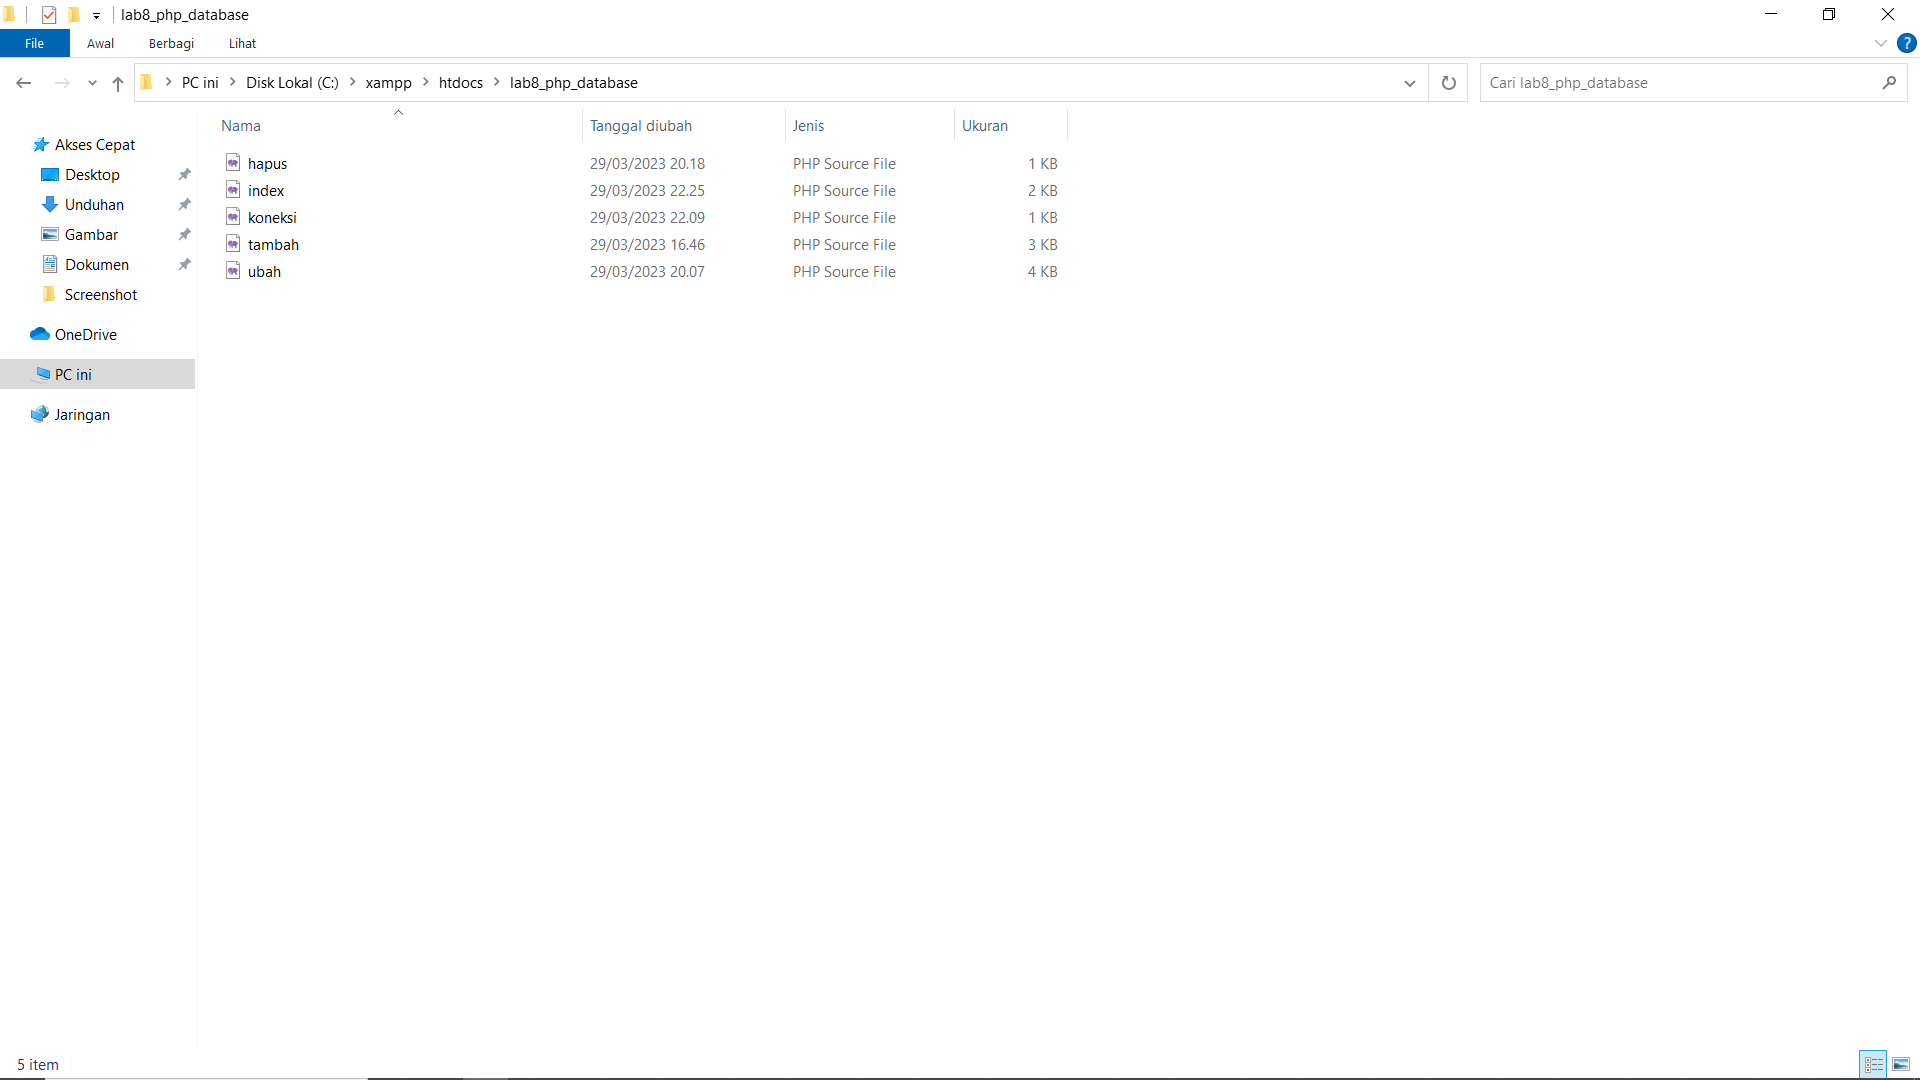 lab8_php_database
File Awal Berbagi Lihat
PC ini Disk Lokal (C:) xampp htdocs lab8_php_database Cari lab8_php_database
Akses Cepat
Desktop
Unduhan
Gambar
Dokumen
Screenshot
OneDrive
PC ini
Jaringan
Nama Tanggal diubah Jenis Ukuran
hapus 29/03/2023 20.18 PHP Source File 1 KB
index 29/03/2023 22.25 PHP Source File 2 KB
koneksi 29/03/2023 22.09 PHP Source File 1 KB
tambah 29/03/2023 16.46 PHP Source File 3 KB
ubah 29/03/2023 20.07 PHP Source File 4 KB
5 item